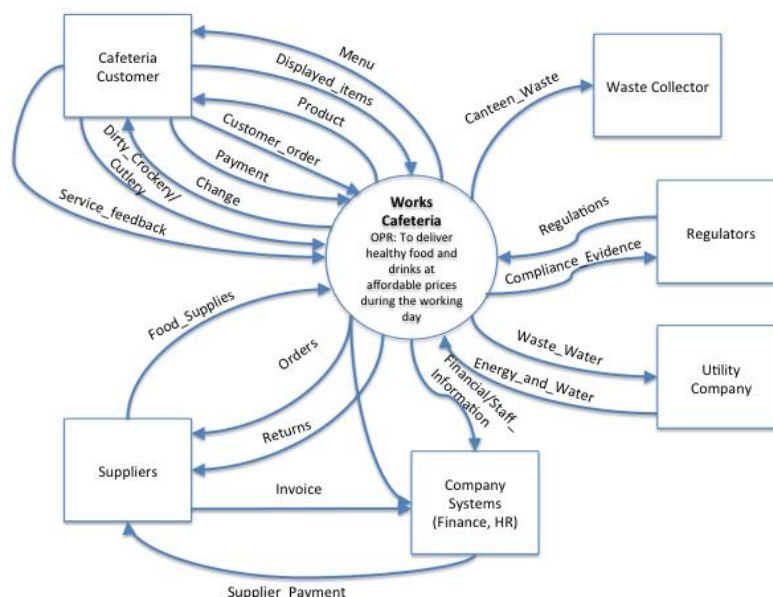 Cafeteria
Customer
Menu
Displayed_items
Product
Customer_order
Payment
Change
Dirty_Crockery/
Cutlery
Service_feedback
Canteen_Waste
Waste Collector
Works
Cafeteria
OPR: To deliver
healthy food and
drinks at
affordable prices
during the working
day
Regulations
Compliance_Evidence
Regulators
Waste_Water
Energy_and_Water
Utility
Company
Food_Supplies
Orders
Returns
Financial/Staff_
Information
Suppliers
Invoice
Company
Systems
(Finance, HR)
Supplier_Payment